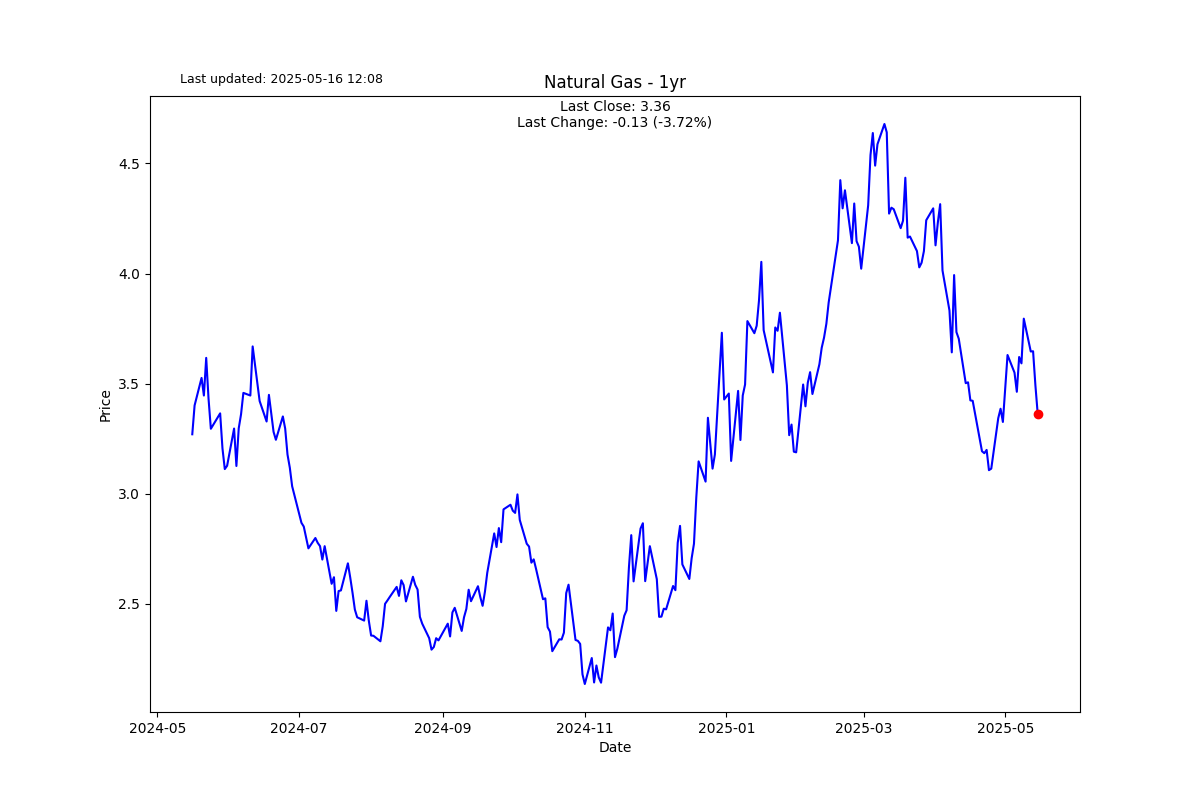 Last updated: 2025-05-16 12:08
Natural Gas - 1yr
Last Close: 3.36
Last Change: -0.13 (-3.72%)
Price
4.5
4.0
3.5
3.0
2.5
2024-05 2024-07 2024-09 2024-11 2025-01 2025-03 2025-05
Date